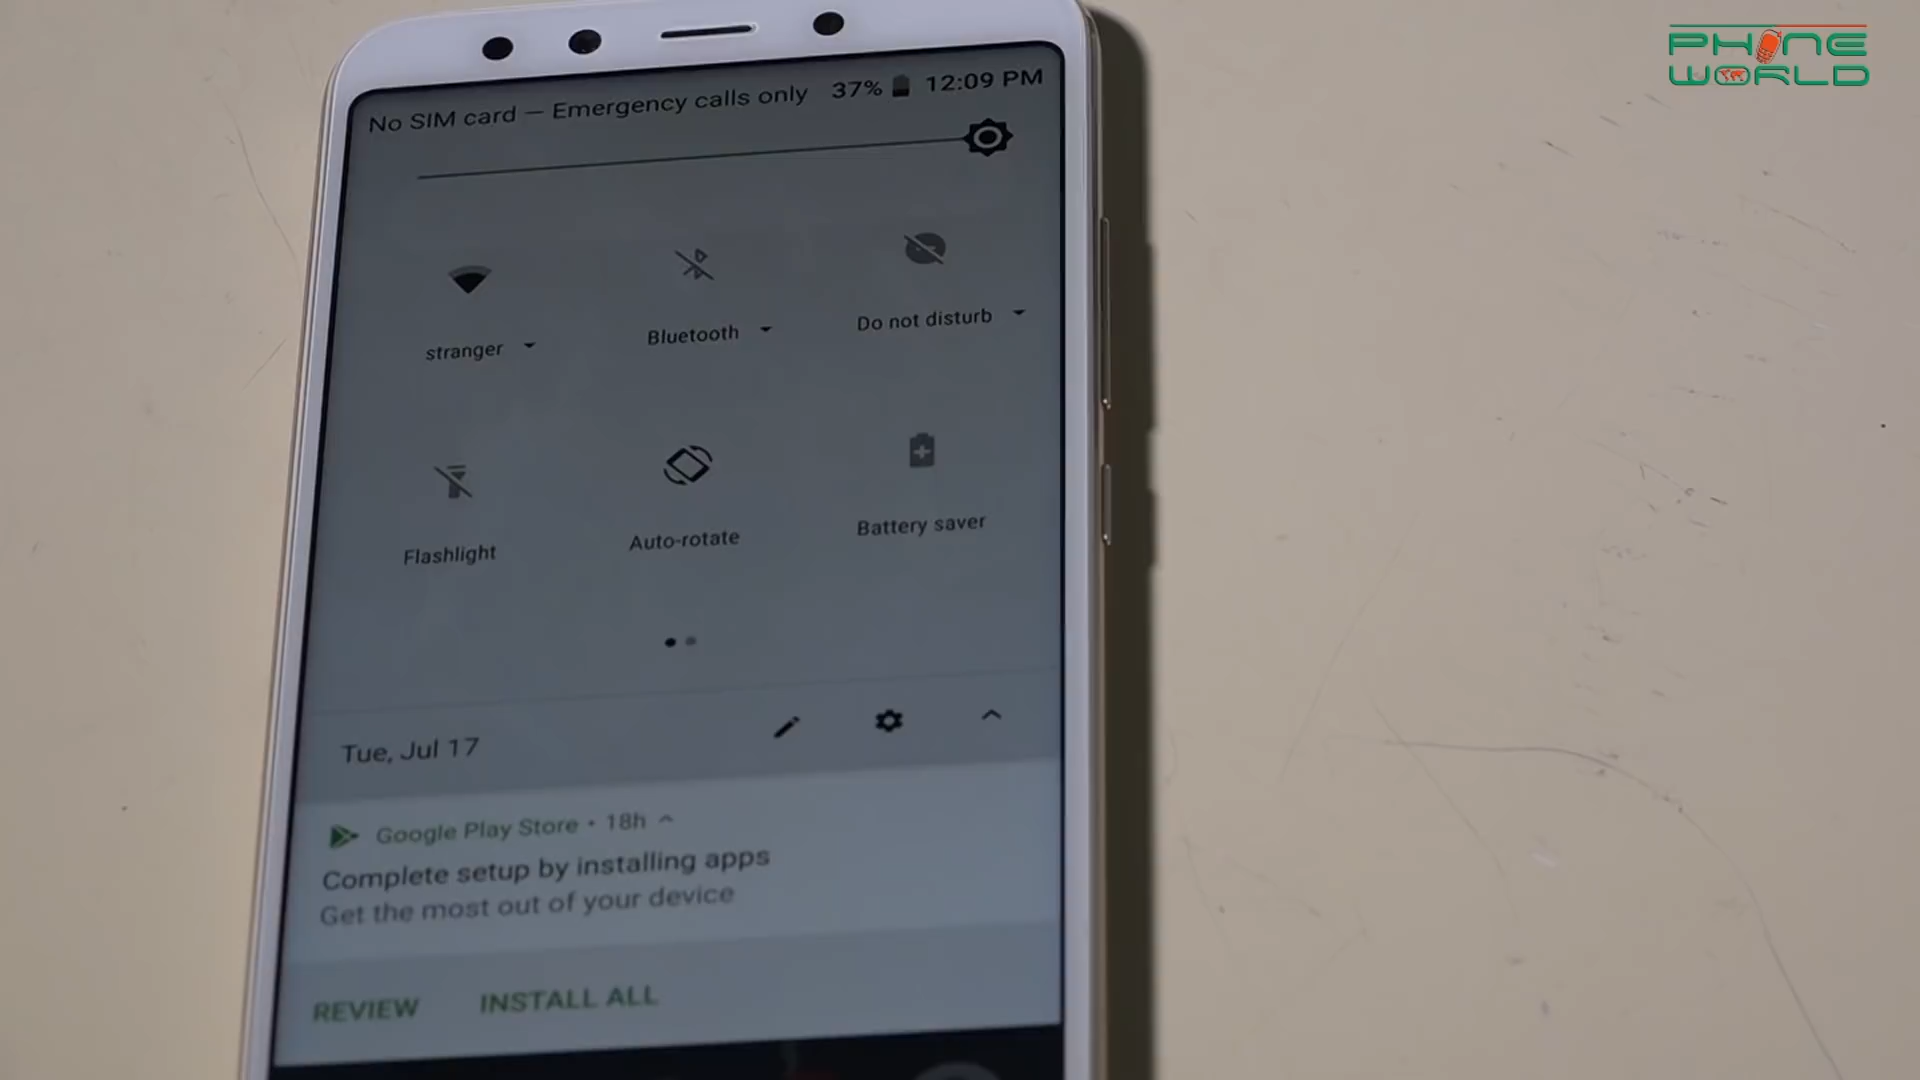 PHONE
WORLD
No SIM card — Emergency calls only 37% 12:09 PM
stranger
Bluetooth
Do not disturb
Flashlight
Auto-rotate
Battery saver
Tue, Jul 17
Google Play Store • 18h
Complete setup by installing apps
Get the most out of your device
REVIEW INSTALL ALL